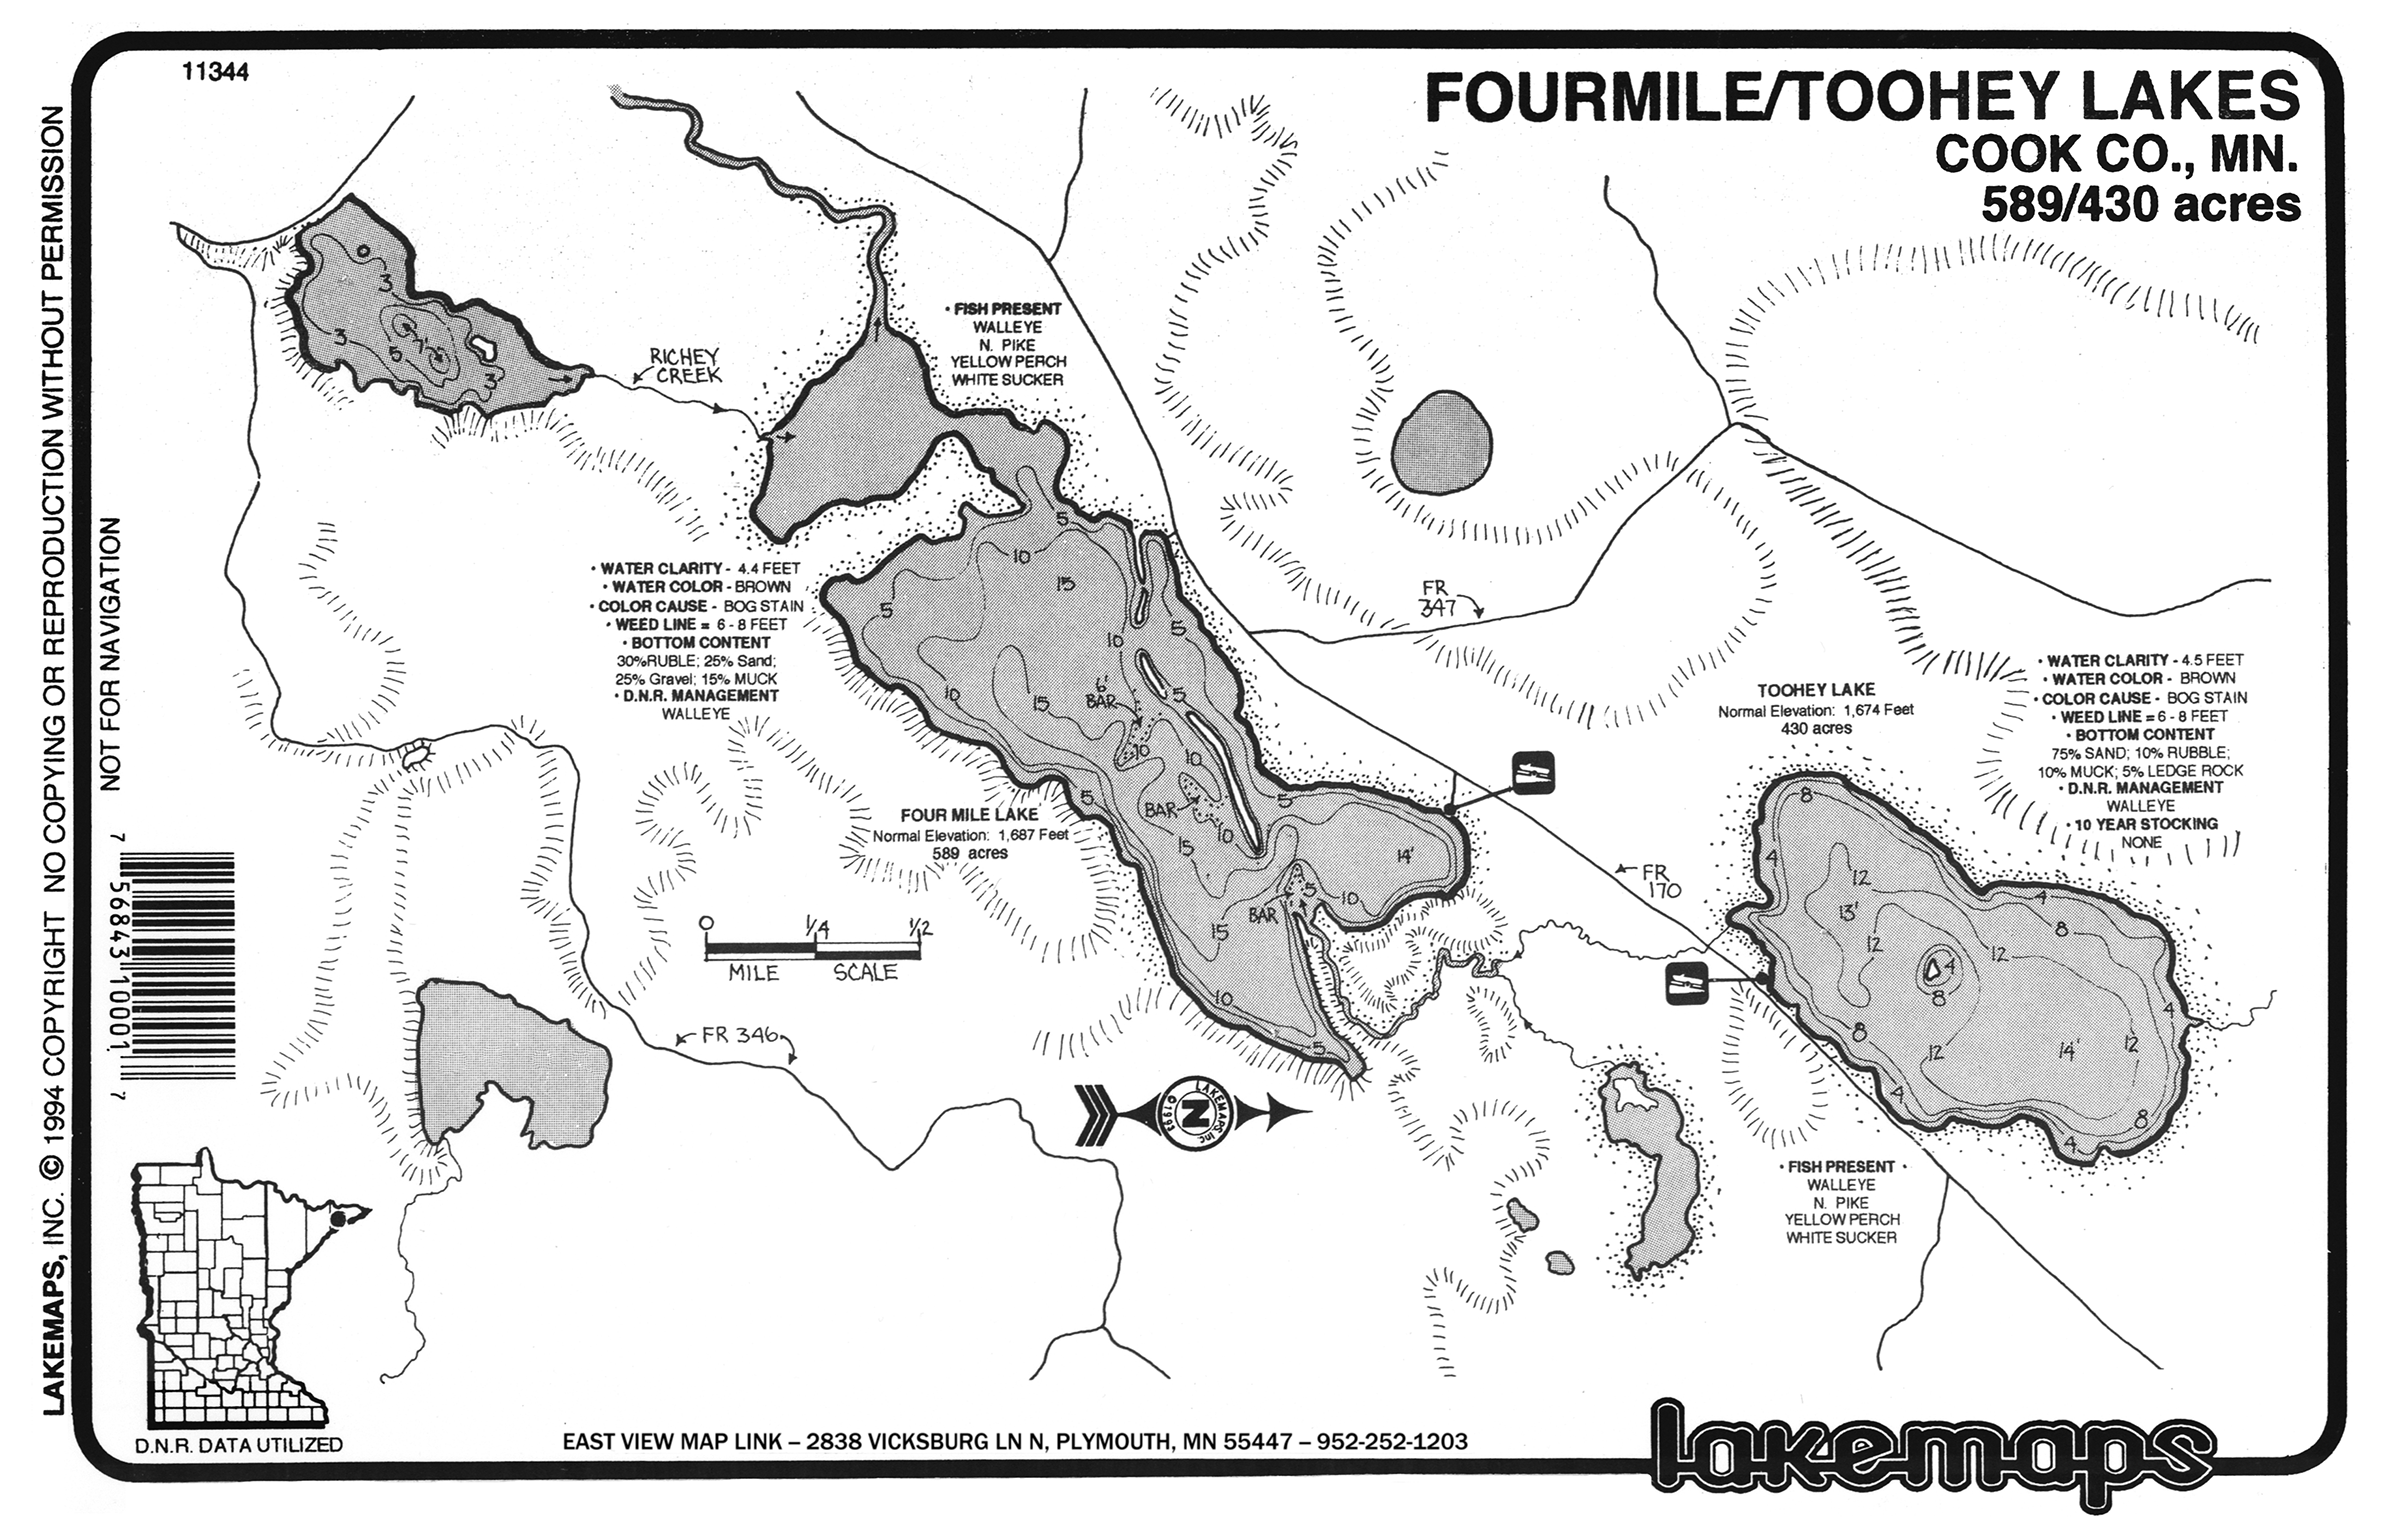 11344
FOURMILE/TOOHEY LAKES
COOK CO., MN.
589/430 acres
LAKEMAPS, INC. © 1994 COPYRIGHT NO COPYING OR REPRODUCTION WITHOUT PERMISSION
NOT FOR NAVIGATION
• FISH PRESENT
WALLEYE
N. PIKE
YELLOW PERCH
WHITE SUCKER
RICHEY
CREEK
3
3
5
7'
3
• WATER CLARITY - 4.4 FEET
• WATER COLOR - BROWN
• COLOR CAUSE - BOG STAIN
• WEED LINE = 6 - 8 FEET
• BOTTOM CONTENT
30%RUBLE; 25% Sand;
25% Gravel; 15% MUCK
• D.N.R. MANAGEMENT
WALLEYE
5
10
15
5
10
5
10
15
6'
BAR
5
10
10
5
BAR
10
5
15
14'
5
10
BAR
15
10
5
FR
347
FOUR MILE LAKE
Normal Elevation: 1,687 Feet
589 acres
TOOHEY LAKE
Normal Elevation: 1,674 Feet
430 acres
• WATER CLARITY - 4.5 FEET
• WATER COLOR - BROWN
• COLOR CAUSE - BOG STAIN
• WEED LINE = 6 - 8 FEET
• BOTTOM CONTENT
75% SAND; 10% RUBBLE;
10% MUCK; 5% LEDGE ROCK
• D.N.R. MANAGEMENT
WALLEYE
• 10 YEAR STOCKING
NONE
8
4
12
13'
4
8
12
12
4
8
4
8
12
14'
12
4
8
4
FR
170
0 1/4 1/2
MILE SCALE
FR 346
LAKEMAPS, Inc
©1993
N
• FISH PRESENT •
WALLEYE
N. PIKE
YELLOW PERCH
WHITE SUCKER
7 56843 10001 7
D.N.R. DATA UTILIZED
EAST VIEW MAP LINK – 2838 VICKSBURG LN N, PLYMOUTH, MN 55447 – 952-252-1203
lakemaps